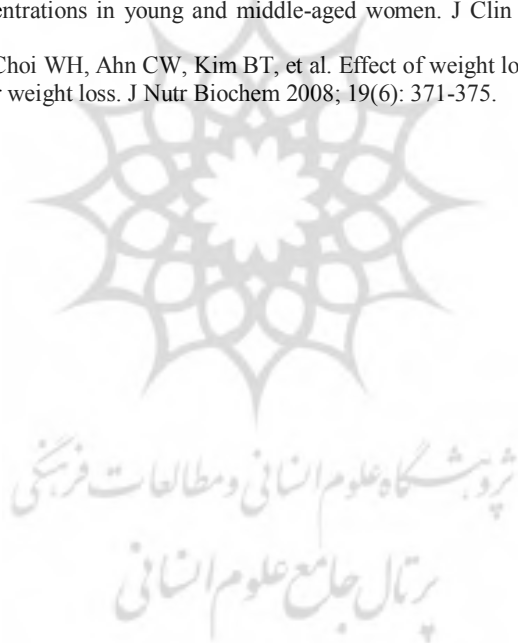 entrations in young and middle-aged women. J Clin
Choi WH, Ahn CW, Kim BT, et al. Effect of weight lo
r weight loss. J Nutr Biochem 2008; 19(6): 371-375.
پژوهشگاه علوم انسانی و مطالعات فرهنگی
پرتال جامع علوم انسانی